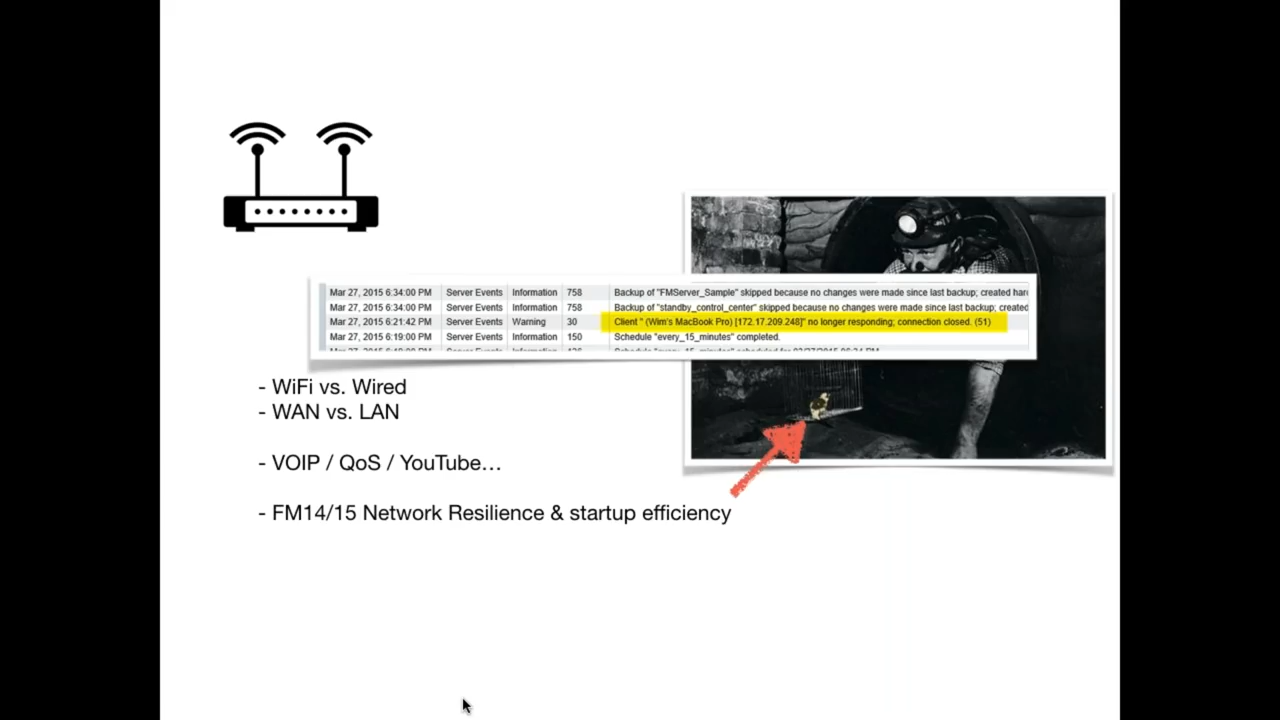 Mar 27, 2015 6:34:00 PM Server Events Information 758 Backup of "FMServer_Sample" skipped because no changes were made since last backup; created hard
Mar 27, 2015 6:34:00 PM Server Events Information 758 Backup of "standby_control_center" skipped because no changes were made since last backup; created
Mar 27, 2015 6:21:42 PM Server Events Warning 30 Client " (Wim's MacBook Pro) [172.17.209.248]" no longer responding; connection closed. (51)
Mar 27, 2015 6:19:00 PM Server Events Information 150 Schedule "every_15_minutes" completed.
- WiFi vs. Wired
- WAN vs. LAN
- VOIP / QoS / YouTube…
- FM14/15 Network Resilience & startup efficiency